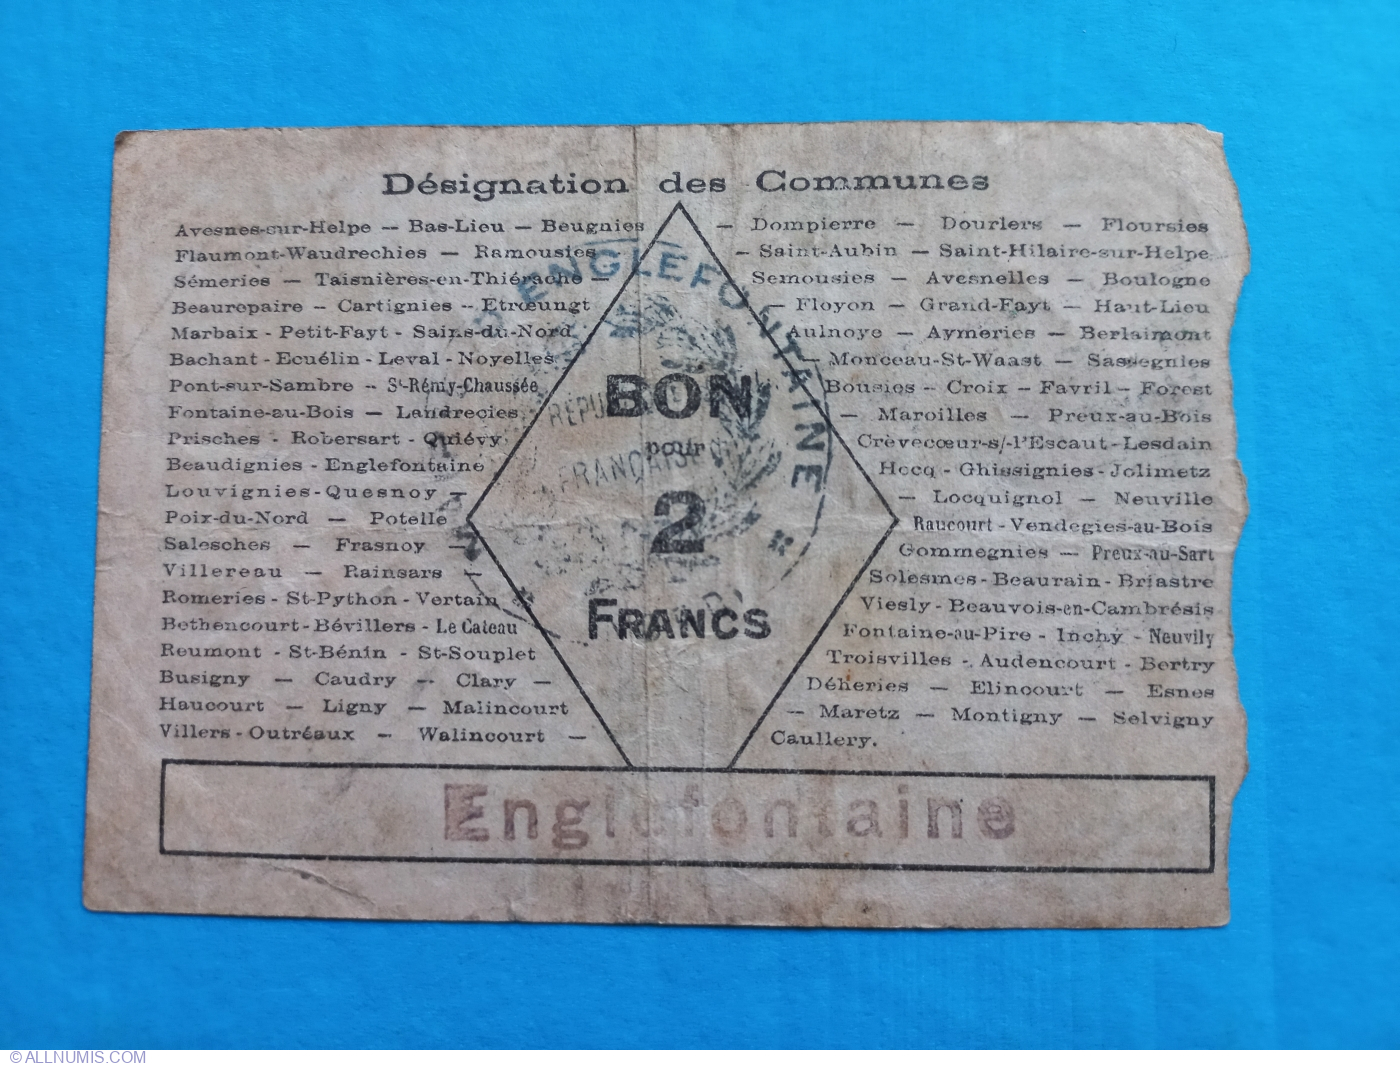 Désignation des Communes
Avesnes-sur-Helpe — Bas-Lieu — Beugnies — Dompierre — Dourlers — Floursies
Flaumont-Waudrechies — Ramousies — Saint-Aubin — Saint-Hilaire-sur-Helpe
Sémeries — Taisnières-en-Thiérache — Semousies — Avesnelles — Boulogne
Beaurepaire — Cartignies — Etrœungt — Floyon — Grand-Fayt — Haut-Lieu
Marbaix - Petit-Fayt - Sains-du-Nord Aulnoye — Aymeries — Berlaimont
Bachant - Ecuélin - Leval - Noyelles — Monceau-St-Waast — Sassegnies
Pont-sur-Sambre — St-Rémy-Chaussée Bousies — Croix — Favril — Forest
Fontaine-au-Bois — Landrecies — Maroilles — Preux-au-Bois
Prisches - Robersart - Quiévy Crèvecœur-s/-l'Escaut - Lesdain
Beaudignies - Englefontaine Hecq - Ghissignies - Jolimetz
Louvignies-Quesnoy — — Locquignol — Neuville
Poix-du-Nord — Potelle Raucourt - Vendegies-au-Bois
Salesches — Frasnoy — Gommegnies — Preux-au-Sart
Villereau — Rainsars — Solesmes - Beaurain - Briastre
Romeries - St-Python - Vertain Viesly - Beauvois-en-Cambrésis
Bethencourt - Bévillers - Le Cateau Fontaine-au-Pire - Inchy - Neuvily
Reumont - St-Bénin - St-Souplet Troisvilles - Audencourt - Bertry
Busigny — Caudry — Clary — Déheries — Elincourt — Esnes
Haucourt — Ligny — Malincourt — Maretz — Montigny — Selvigny
Villers-Outréaux — Walincourt — Caullery.
BON
pour
2
FRANCS
ENGLEFONTAINE
RÉPUBLIQUE
FRANÇAISE
Englefontaine
© ALLNUMIS.COM